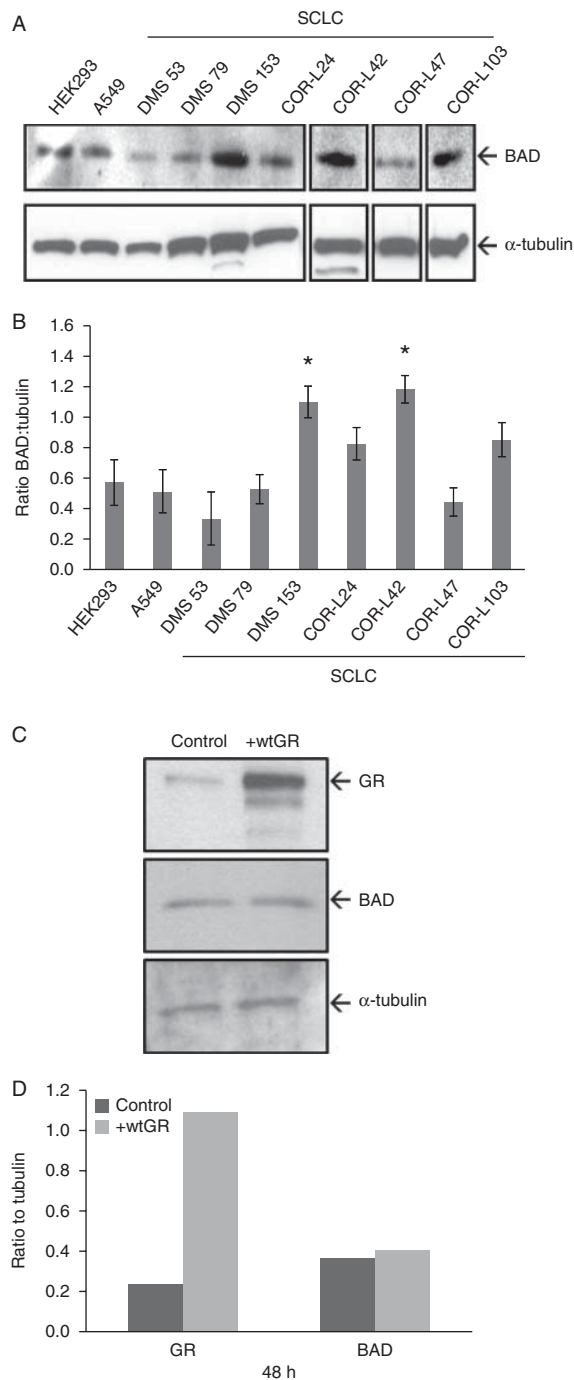 A
SCLC
HEK293
A549
DMS 53
DMS 79
DMS 153
COR-L24
COR-L42
COR-L47
COR-L103
← BAD
← α-tubulin
B
Ratio BAD:tubulin
1.6
1.4
1.2
1.0
0.8
0.6
0.4
0.2
0.0
*
*
HEK293
A549
DMS 53
DMS 79
DMS 153
COR-L24
COR-L42
COR-L47
COR-L103
SCLC
C
Control +wtGR
← GR
← BAD
← α-tubulin
D
Ratio to tubulin
1.2
1.0
0.8
0.6
0.4
0.2
0.0
Control
+wtGR
GR BAD
48 h